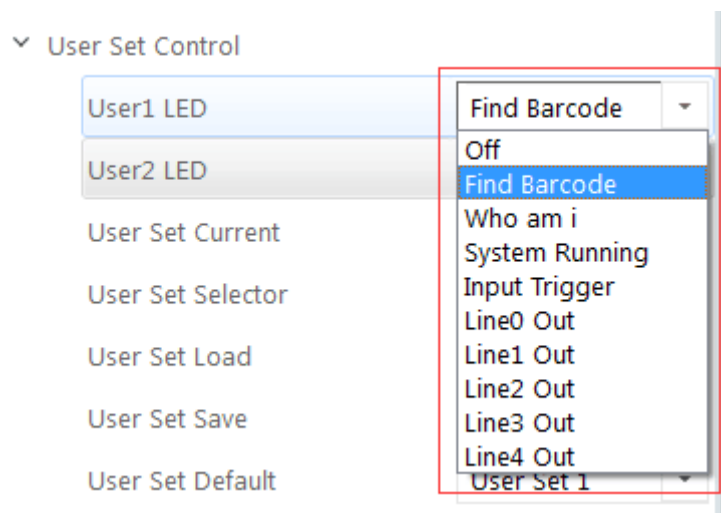 User Set Control
User1 LED Find Barcode
Off
User2 LED Find Barcode
Who am i
User Set Current System Running
Input Trigger
User Set Selector Line0 Out
Line1 Out
User Set Load Line2 Out
User Set Save Line3 Out
Line4 Out
User Set Default User Set 1